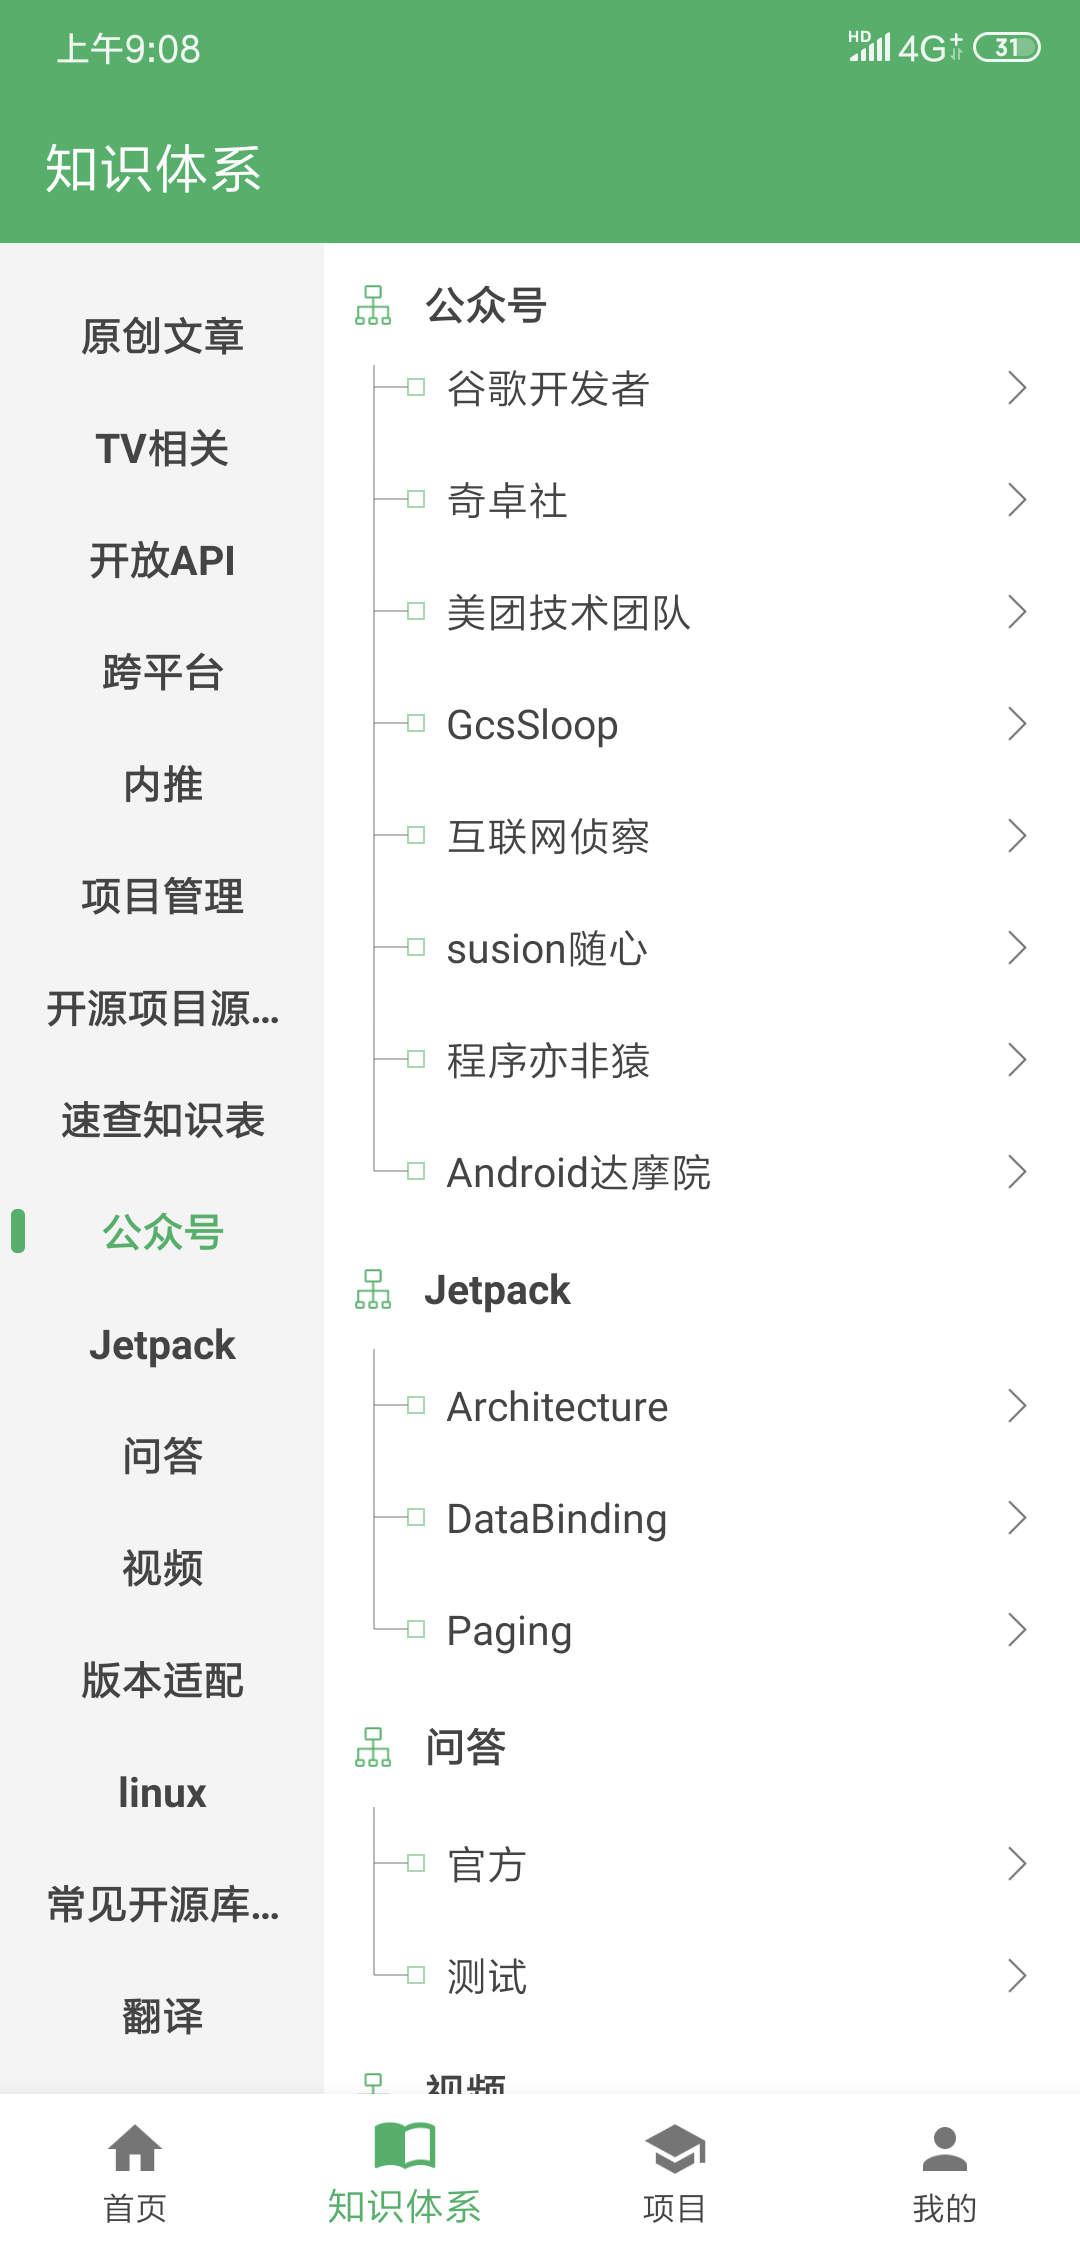 上午9:08
HD 4G+ 31
知识体系
原创文章
TV相关
开放API
跨平台
内推
项目管理
开源项目源...
速查知识表
公众号
Jetpack
问答
视频
版本适配
linux
常见开源库...
翻译
公众号
谷歌开发者
奇卓社
美团技术团队
GcsSloop
互联网侦察
susion随心
程序亦非猿
Android达摩院
Jetpack
Architecture
DataBinding
Paging
问答
官方
测试
视频
首页
知识体系
项目
我的